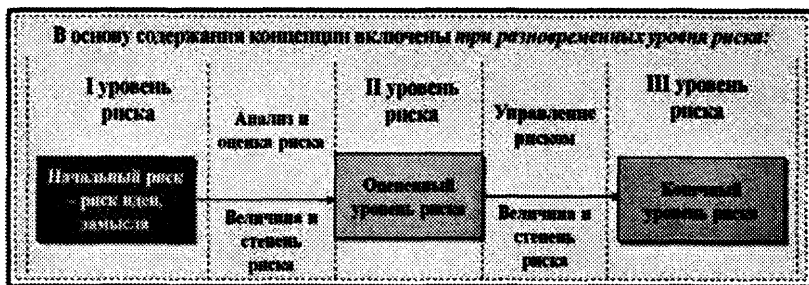 В основу содержания концепции включены три разновременных уровня риска:
I уровень
риска
Анализ и
оценка риска
II уровень
риска
Управление
риском
III уровень
риска
Начальный риск
– риск идеи,
замысла
Величина и
степень
риска
Оцененный
уровень риска
Величина и
степень
риска
Конечный
уровень риска